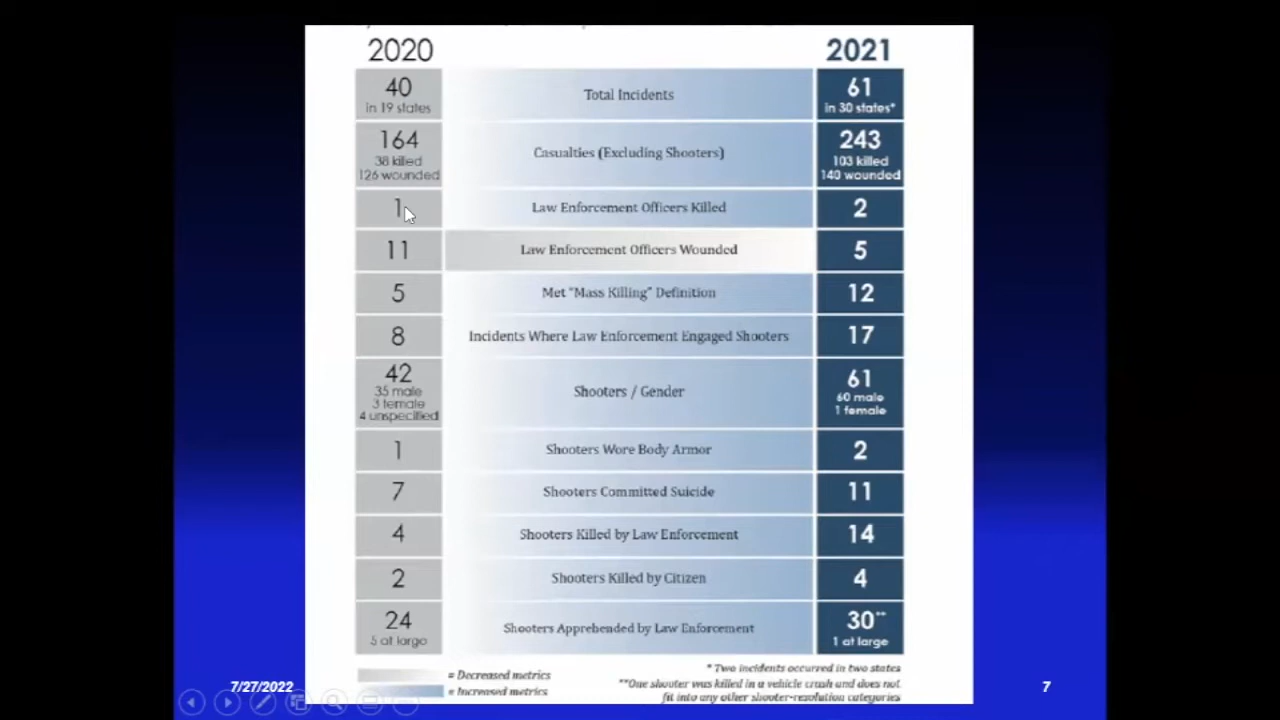 2020
2021
40
in 19 states
Total Incidents
61
in 30 states*
164
38 killed
126 wounded
Casualties (Excluding Shooters)
243
103 killed
140 wounded
1
Law Enforcement Officers Killed
2
11
Law Enforcement Officers Wounded
5
5
Met "Mass Killing" Definition
12
8
Incidents Where Law Enforcement Engaged Shooters
17
42
35 male
3 female
4 unspecified
Shooters / Gender
61
60 male
1 female
1
Shooters Wore Body Armor
2
7
Shooters Committed Suicide
11
4
Shooters Killed by Law Enforcement
14
2
Shooters Killed by Citizen
4
24
5 at large
Shooters Apprehended by Law Enforcement
30**
1 at large
= Decreased metrics
= Increased metrics
* Two incidents occurred in two states
**One shooter was killed in a vehicle crash and does not
fit into any other shooter-resolution categories
7/27/2022
7